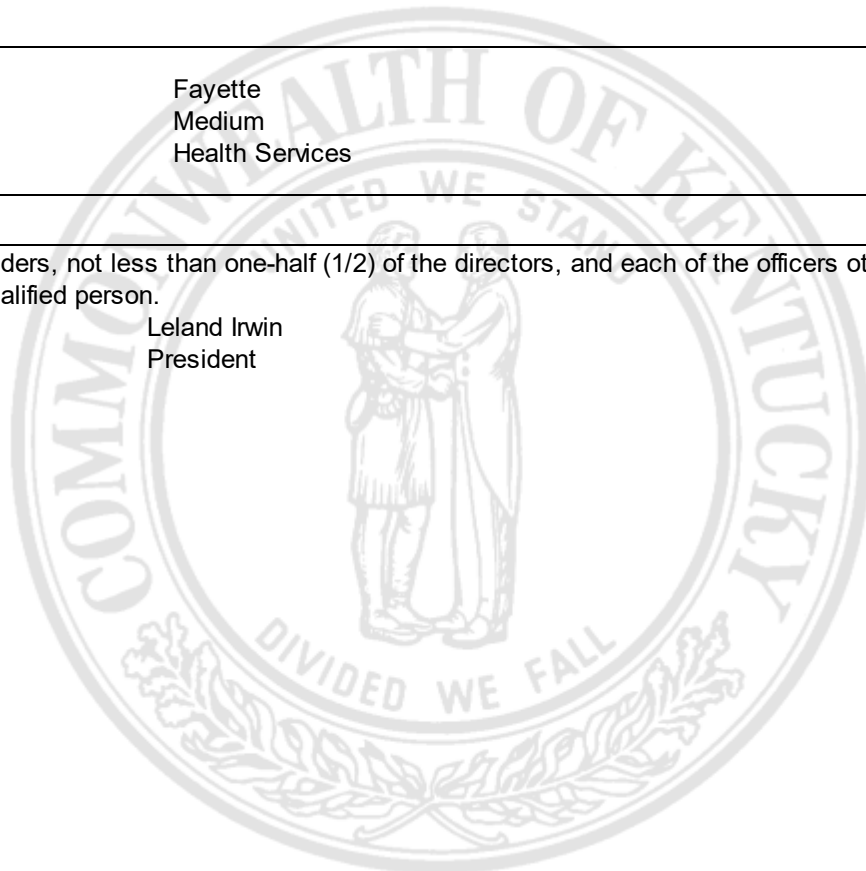 Fayette
Medium
Health Services
ders, not less than one-half (1/2) of the directors, and each of the officers ot
alified person.
Leland Irwin
President
COMMONWEALTH OF KENTUCKY
UNITED WE STAND
DIVIDED WE FALL